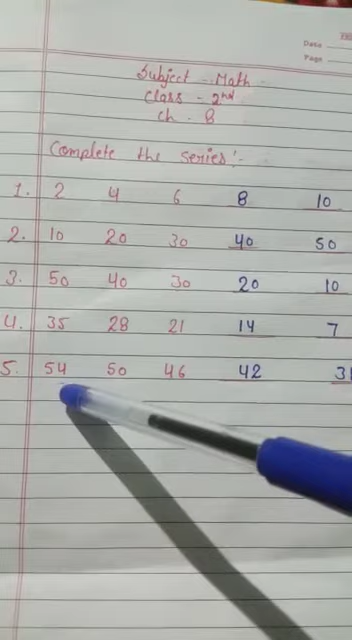 Date
Page
Subject - Math
Class - 2nd
Ch - 8
Complete the series:-
1. 2 4 6 8 10
2. 10 20 30 40 50
3. 50 40 30 20 10
4. 35 28 21 14 7
5. 54 50 46 42